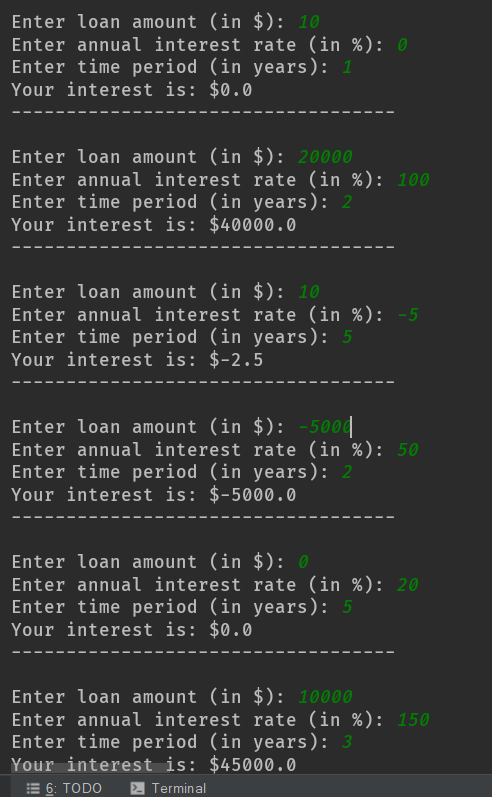 Enter loan amount (in $): 10
Enter annual interest rate (in %): 0
Enter time period (in years): 1
Your interest is: $0.0
-----------------------------------
Enter loan amount (in $): 20000
Enter annual interest rate (in %): 100
Enter time period (in years): 2
Your interest is: $40000.0
-----------------------------------
Enter loan amount (in $): 10
Enter annual interest rate (in %): -5
Enter time period (in years): 5
Your interest is: $-2.5
-----------------------------------
Enter loan amount (in $): -5000
Enter annual interest rate (in %): 50
Enter time period (in years): 2
Your interest is: $-5000.0
-----------------------------------
Enter loan amount (in $): 0
Enter annual interest rate (in %): 20
Enter time period (in years): 5
Your interest is: $0.0
-----------------------------------
Enter loan amount (in $): 10000
Enter annual interest rate (in %): 150
Enter time period (in years): 3
Your interest is: $45000.0
6: TODO Terminal